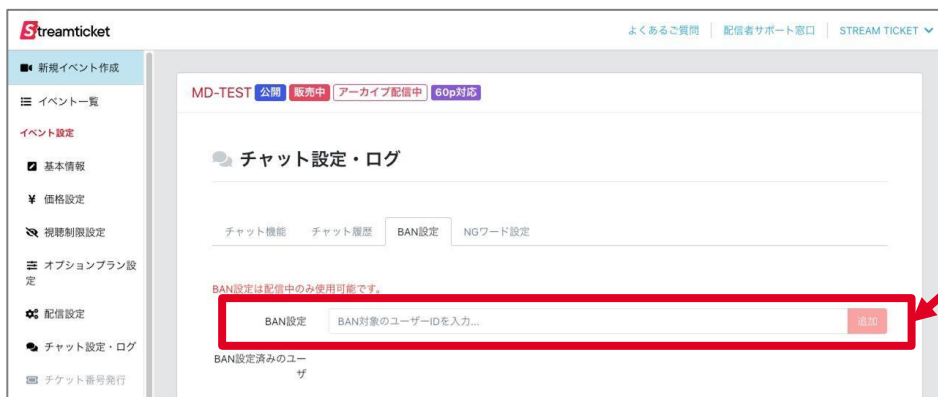 Streamticket
よくあるご質問
配信者サポート窓口
STREAM TICKET
新規イベント作成
イベント一覧
イベント設定
基本情報
¥ 価格設定
視聴制限設定
オプションプラン設
定
配信設定
チャット設定・ログ
チケット番号発行
MD-TEST 公開 販売中 アーカイブ配信中 60p対応
チャット設定・ログ
チャット機能 チャット履歴 BAN設定 NGワード設定
BAN設定は配信中のみ使用可能です。
BAN設定 BAN対象のユーザーIDを入力... 追加
BAN設定済みのユー
ザ